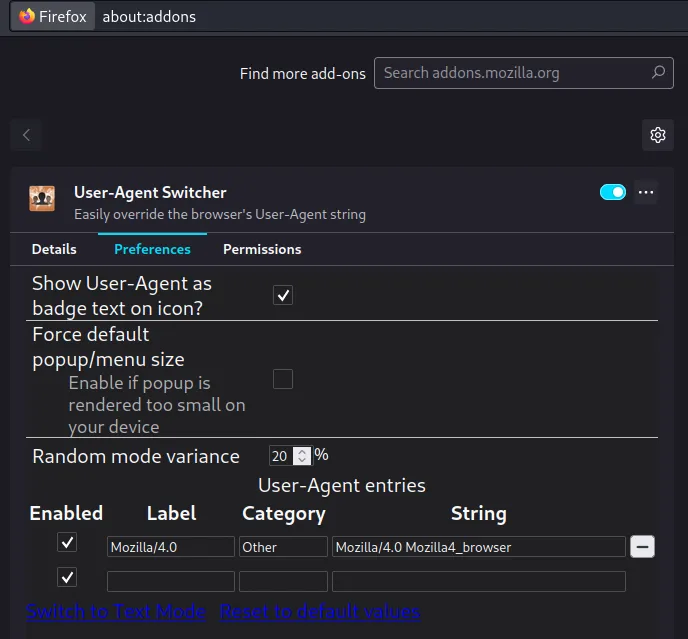 Firefox about:addons
Find more add-ons Search addons.mozilla.org
User-Agent Switcher
Easily override the browser's User-Agent string
Details Preferences Permissions
Show User-Agent as
badge text on icon?
Force default
popup/menu size
Enable if popup is
rendered too small on
your device
Random mode variance 20 %
User-Agent entries
Enabled Label Category String
Mozilla/4.0 Other Mozilla/4.0 Mozilla4_browser
Switch to Text Mode Reset to default values